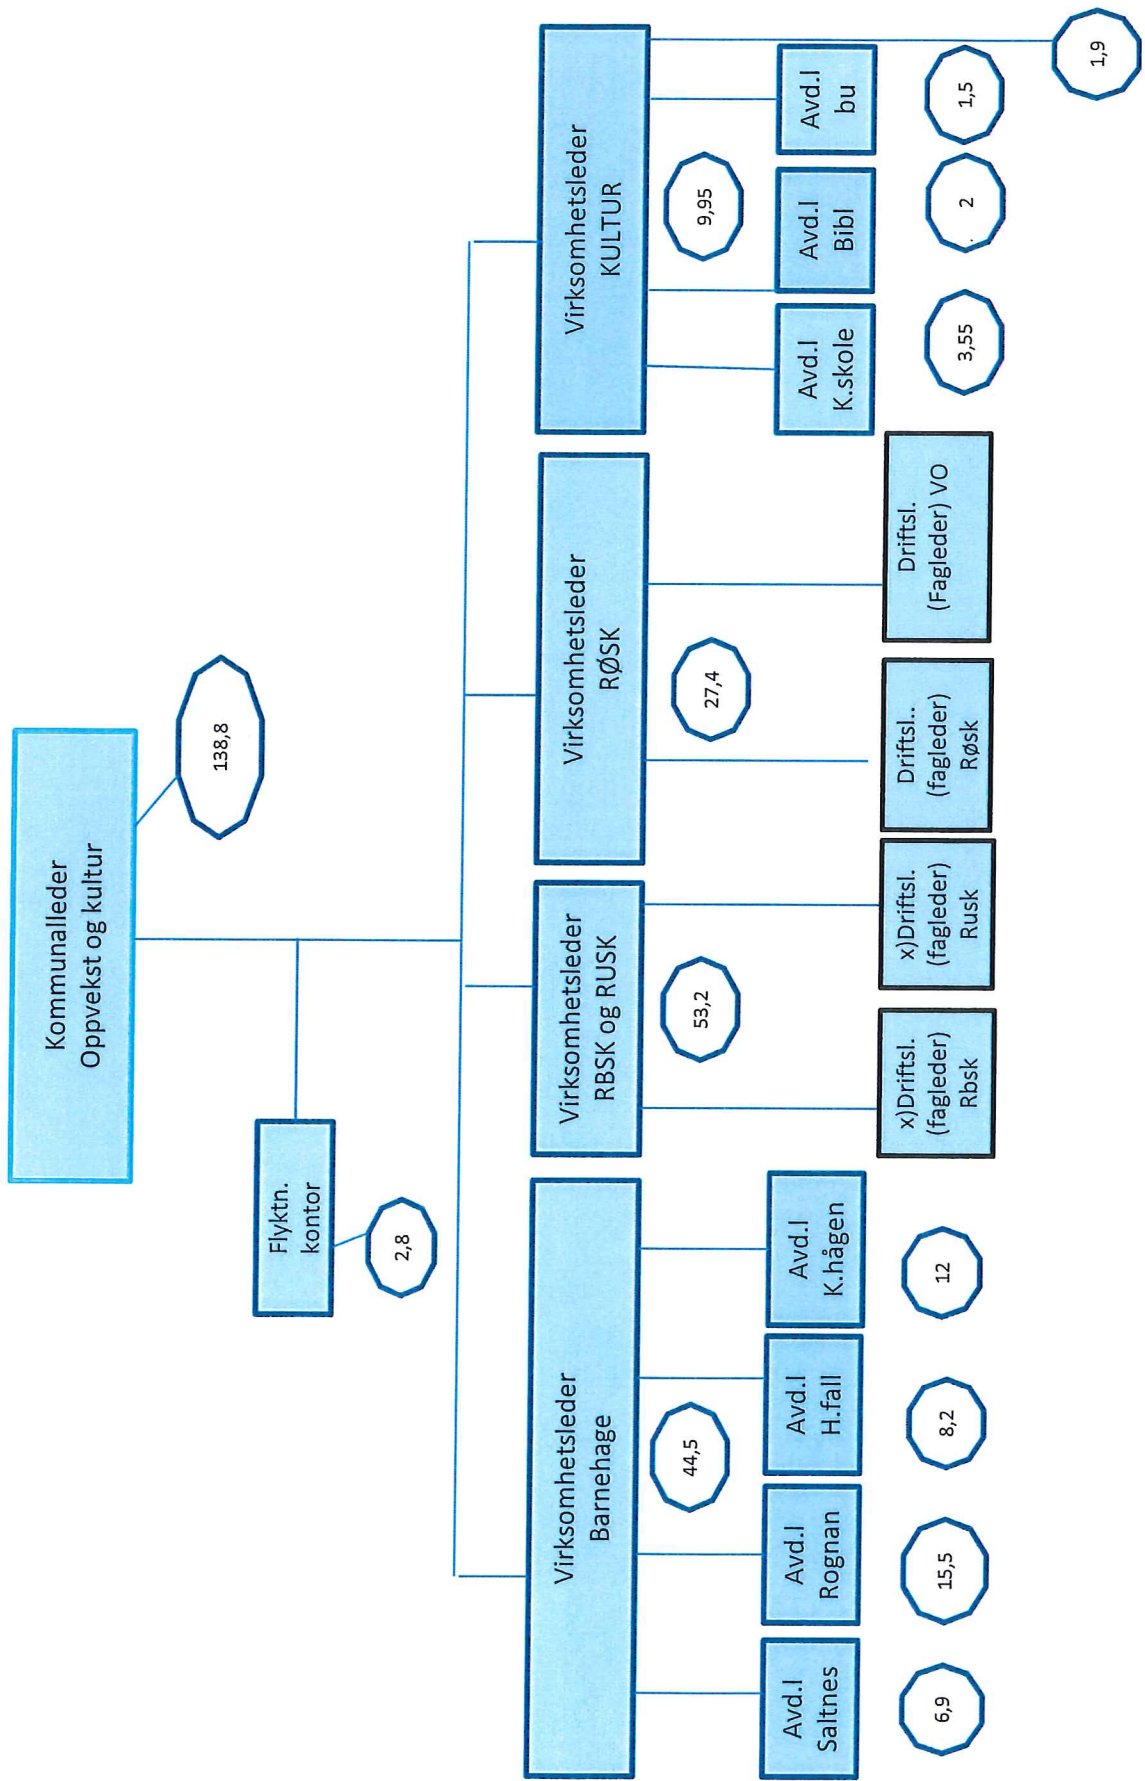 Kommunalleder
Oppvekst og kultur
138,8
Flyktn.
kontor
2,8
Virksomhetsleder
Barnehage
44,5
Avd.l
Saltnes
6,9
Avd.l
Rognan
15,5
Avd.l
H.fall
8,2
Avd.l
K.hågen
12
Virksomhetsleder
RBSK og RUSK
53,2
x)Driftsl.
(fagleder)
Rbsk
x)Driftsl.
(fagleder)
Rusk
Virksomhetsleder
RØSK
27,4
Driftsl..
(fagleder)
Røsk
Driftsl.
(Fagleder) VO
Virksomhetsleder
KULTUR
9,95
Avd.l
K.skole
3,55
Avd.l
Bibl
2
Avd.l
bu
1,5
1,9